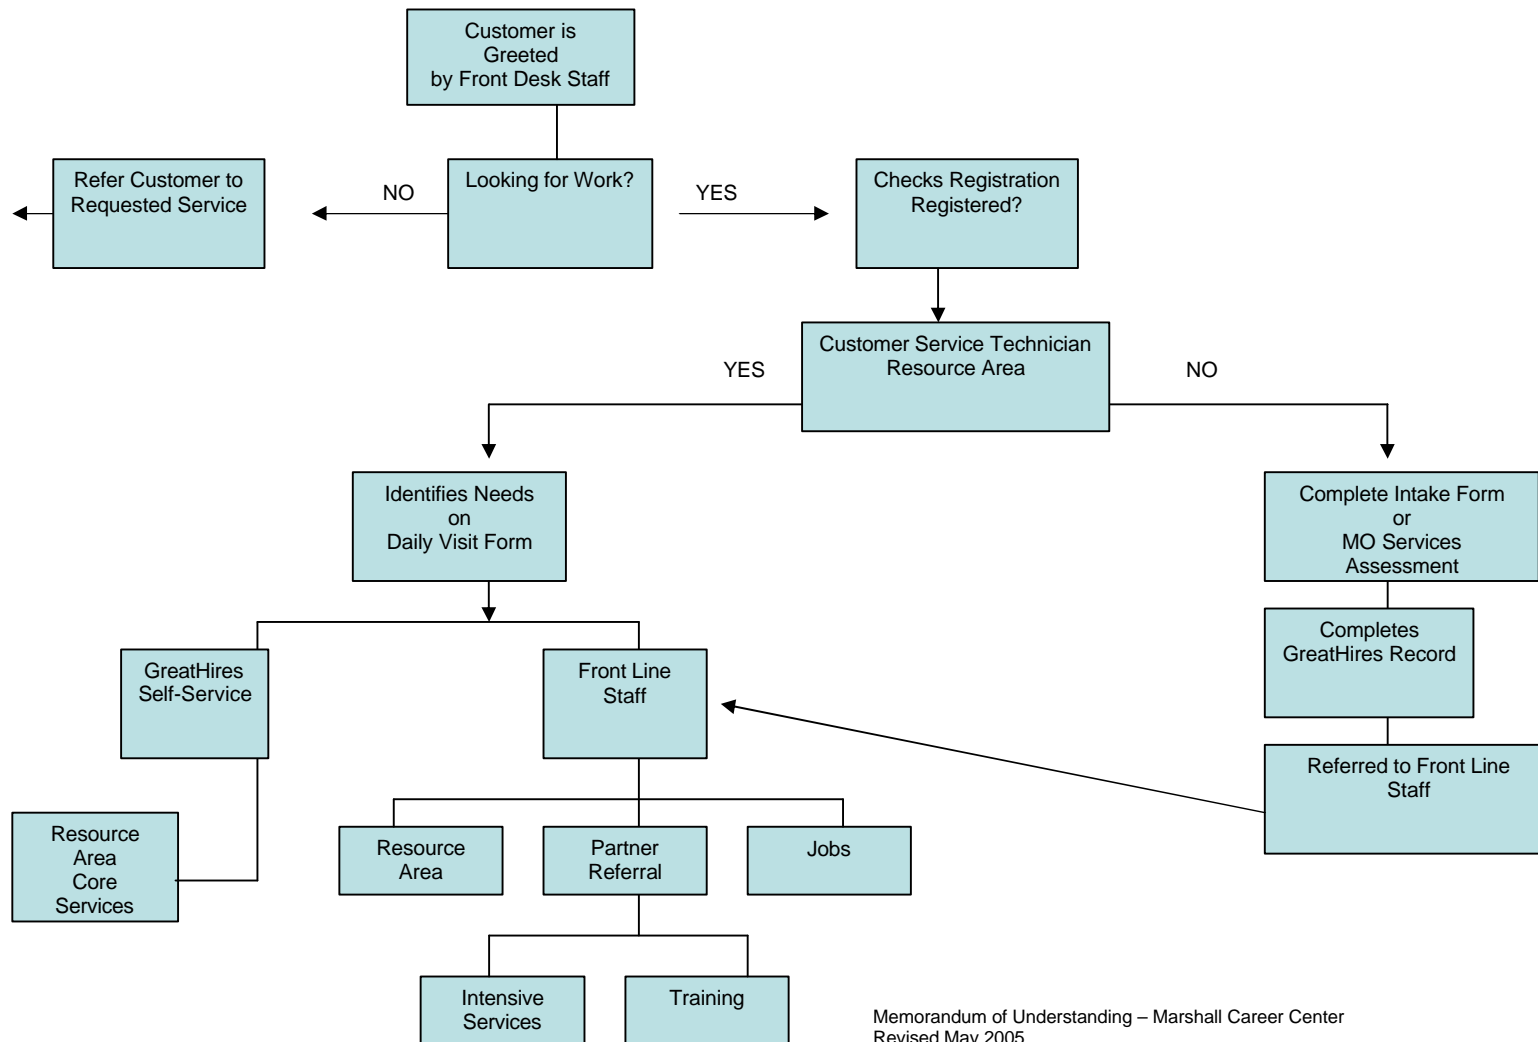 Customer is
Greeted
by Front Desk Staff
Refer Customer to
Requested Service
NO
Looking for Work?
YES
Checks Registration
Registered?
Customer Service Technician
Resource Area
YES
NO
Identifies Needs
on
Daily Visit Form
Complete Intake Form
or
MO Services
Assessment
GreatHires
Self-Service
Front Line
Staff
Completes
GreatHires Record
Referred to Front Line
Staff
Resource
Area
Core
Services
Resource
Area
Partner
Referral
Jobs
Intensive
Services
Training
Memorandum of Understanding – Marshall Career Center
Revised May 2005